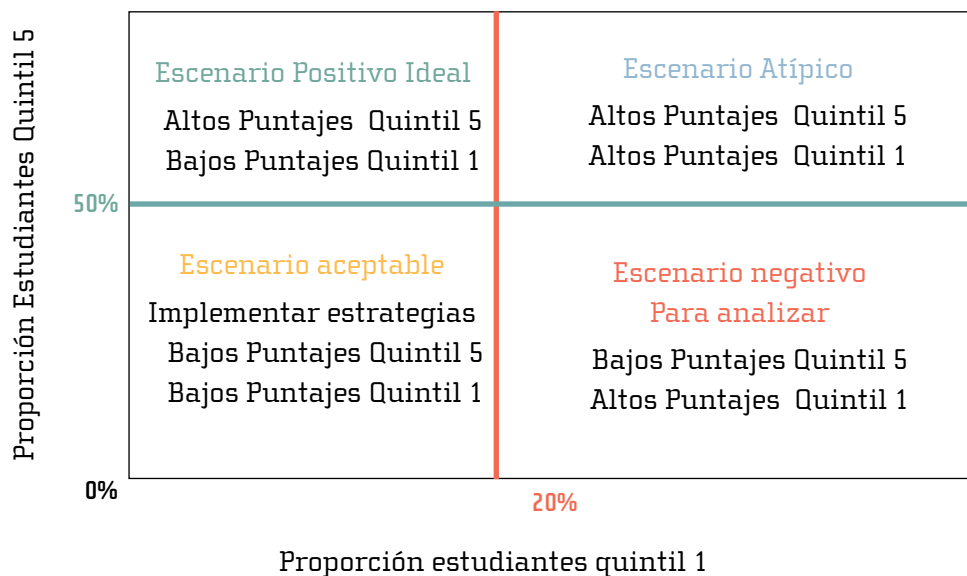 Proporción Estudiantes Quintil 5
Escenario Positivo Ideal
Altos Puntajes Quintil 5
Bajos Puntajes Quintil 1
Escenario Atípico
Altos Puntajes Quintil 5
Altos Puntajes Quintil 1
50%
Escenario aceptable
Implementar estrategias
Bajos Puntajes Quintil 5
Bajos Puntajes Quintil 1
Escenario negativo
Para analizar
Bajos Puntajes Quintil 5
Altos Puntajes Quintil 1
0%
20%
Proporción estudiantes quintil 1